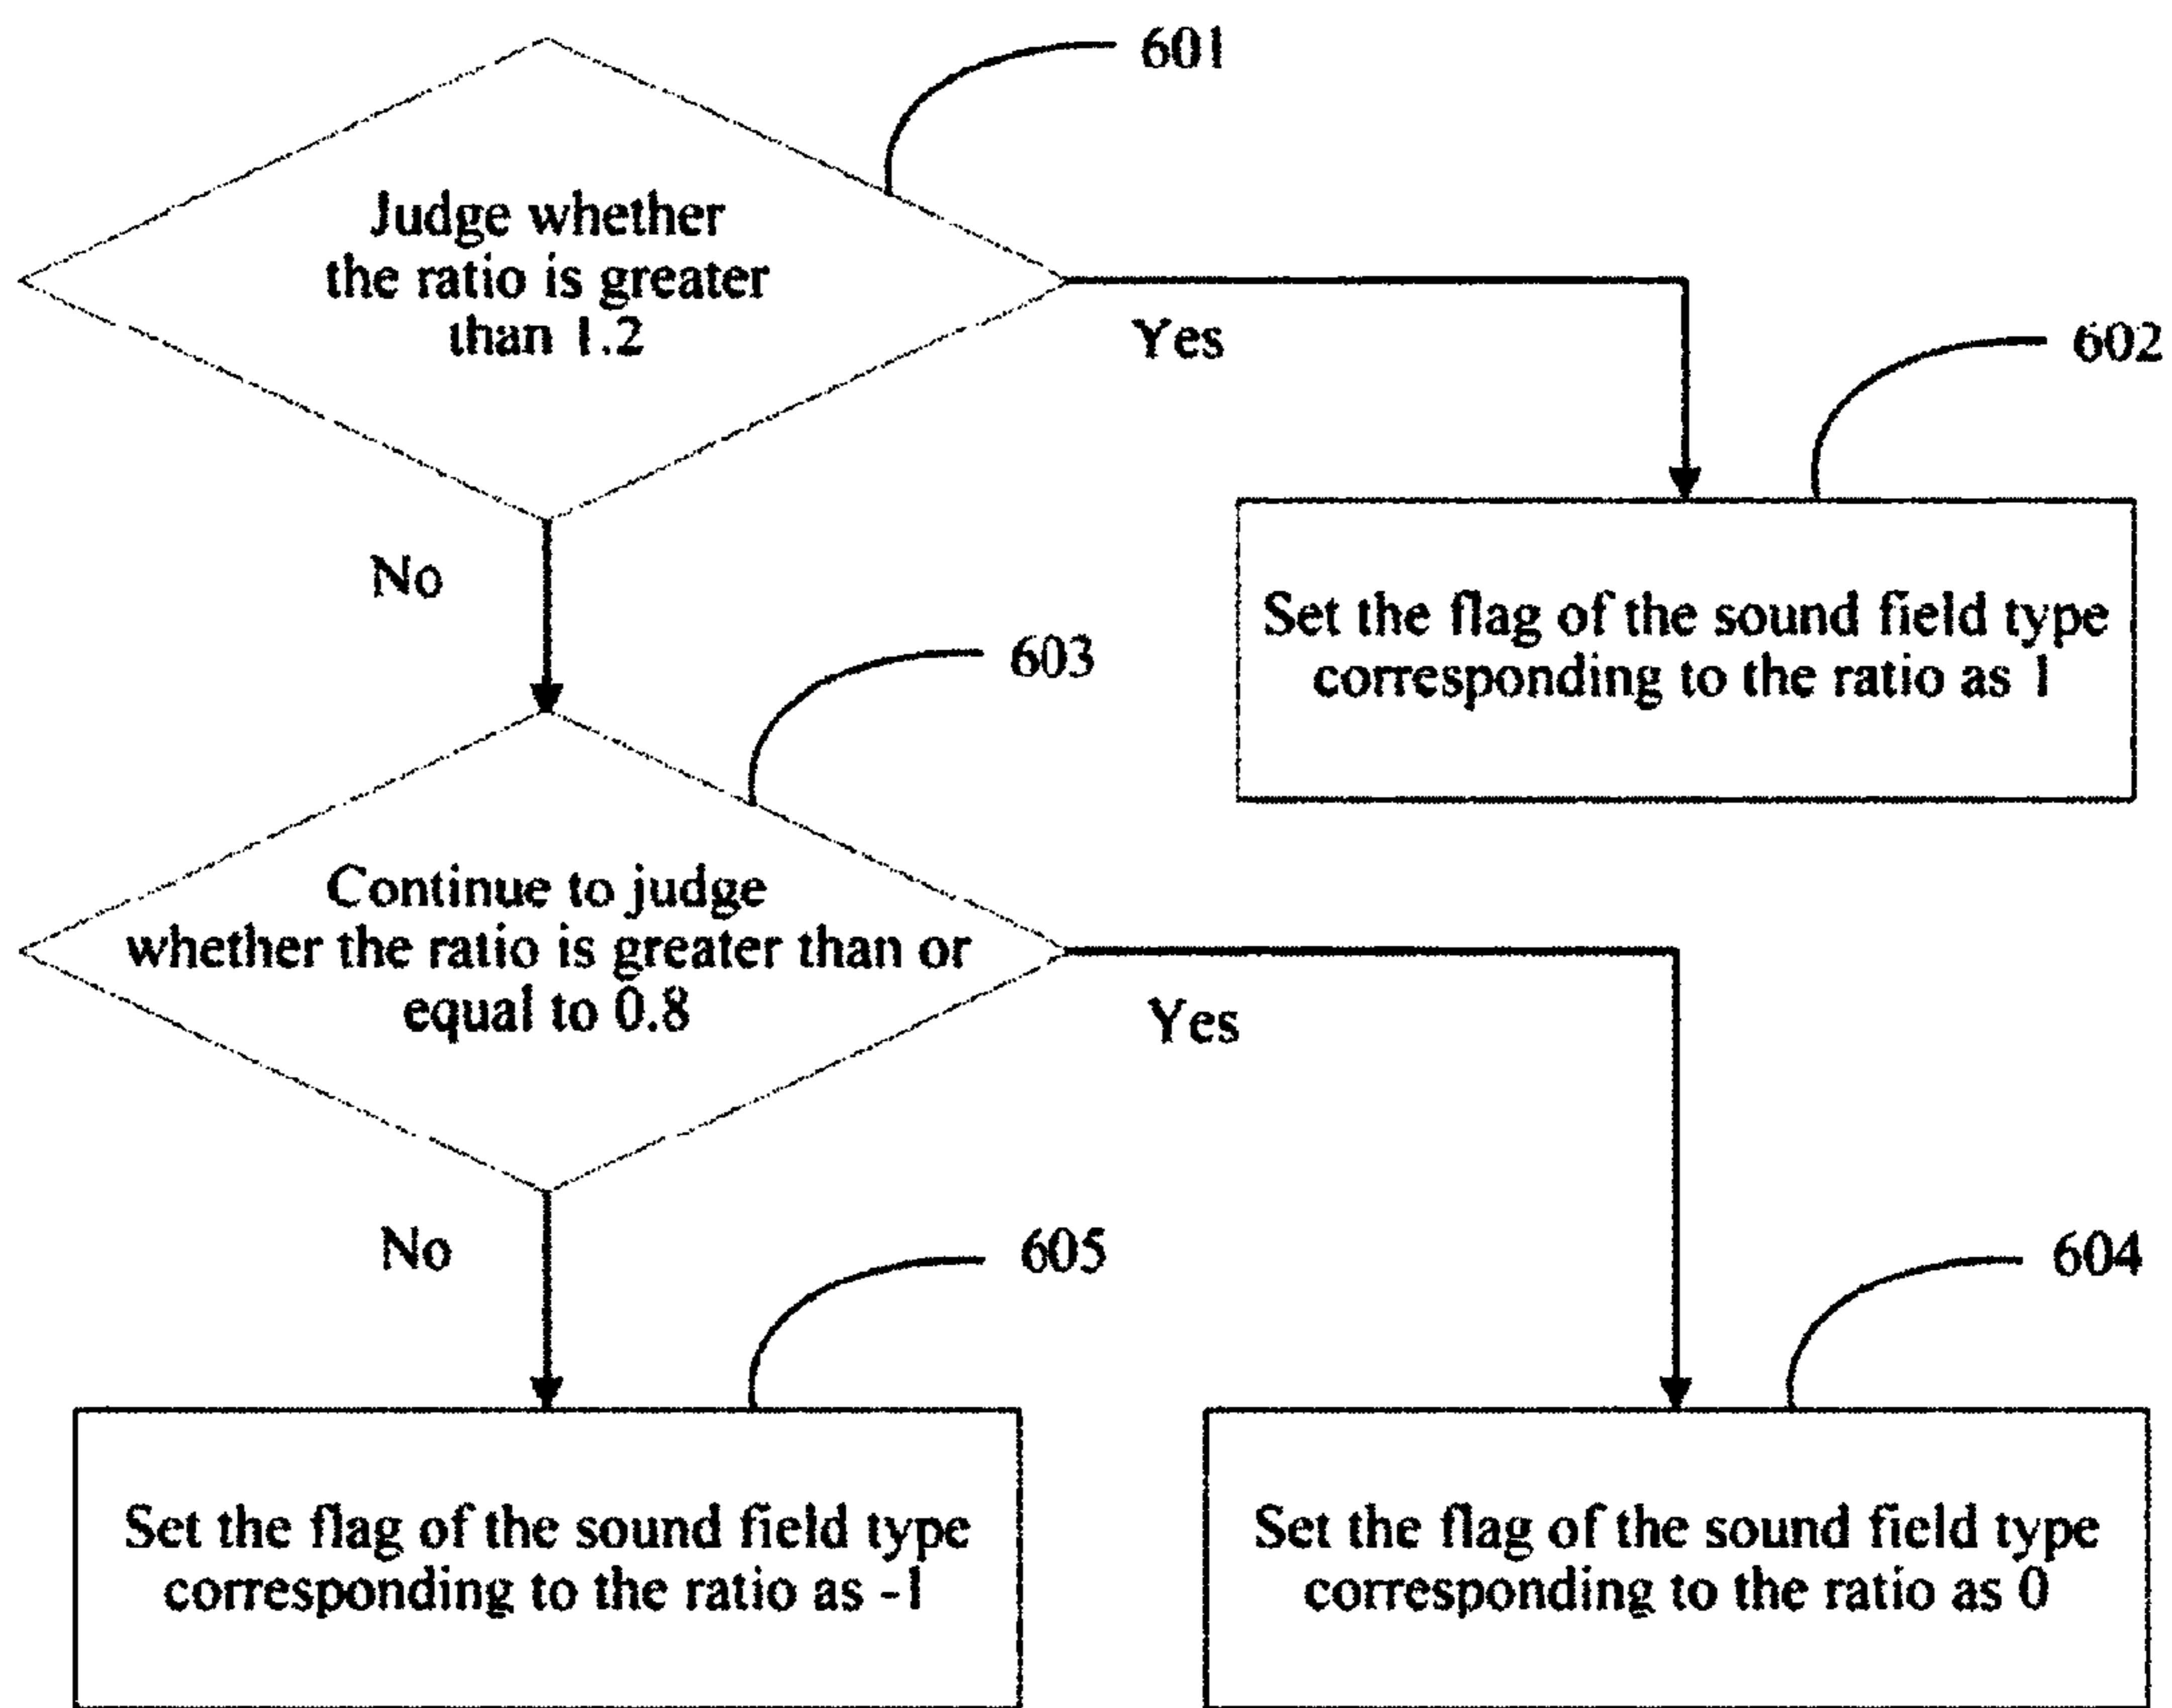 601
Judge whether
the ratio is greater
than 1.2
Yes
602
No
Set the flag of the sound field type
corresponding to the ratio as 1
603
Continue to judge
whether the ratio is greater than or
equal to 0.8
Yes
No
605
604
Set the flag of the sound field type
corresponding to the ratio as -1
Set the flag of the sound field type
corresponding to the ratio as 0